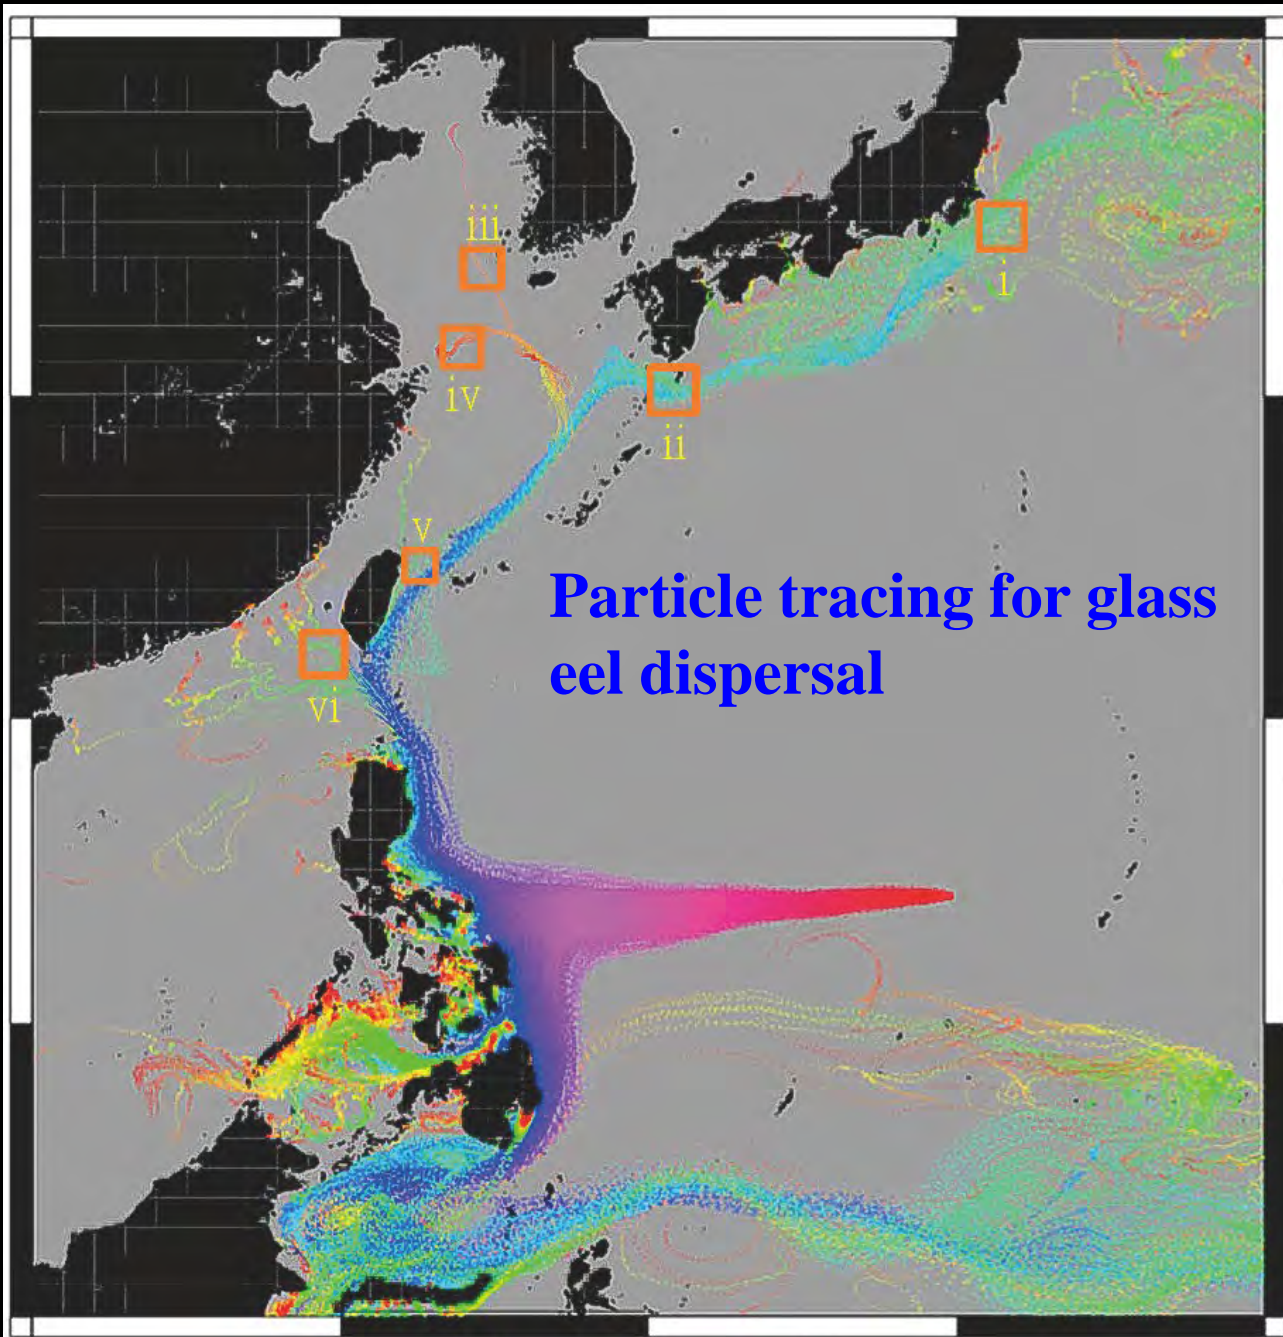 iii
i
iv
ii
v
Particle tracing for glass
eel dispersal
vi